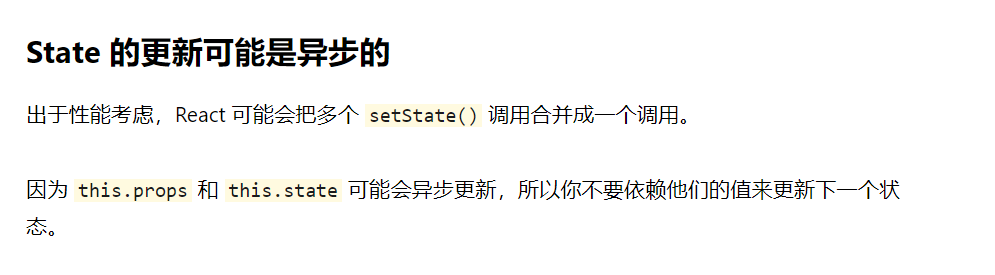 State 的更新可能是异步的
出于性能考虑，React 可能会把多个 setState() 调用合并成一个调用。
因为 this.props 和 this.state 可能会异步更新，所以你不要依赖他们的值来更新下一个状
态。